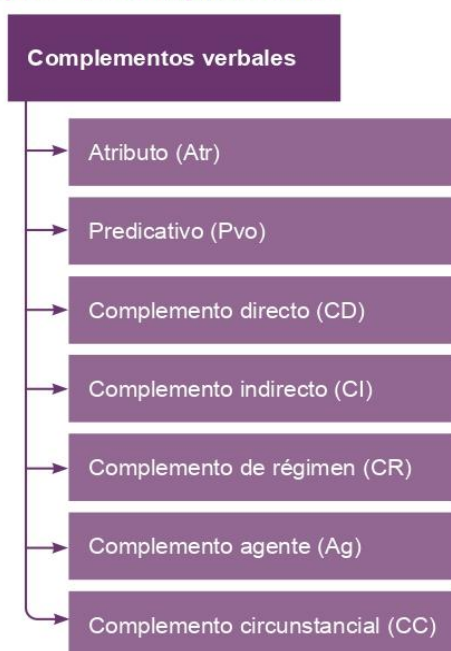 Complementos verbales
Atributo (Atr)
Predicativo (Pvo)
Complemento directo (CD)
Complemento indirecto (CI)
Complemento de régimen (CR)
Complemento agente (Ag)
Complemento circunstancial (CC)